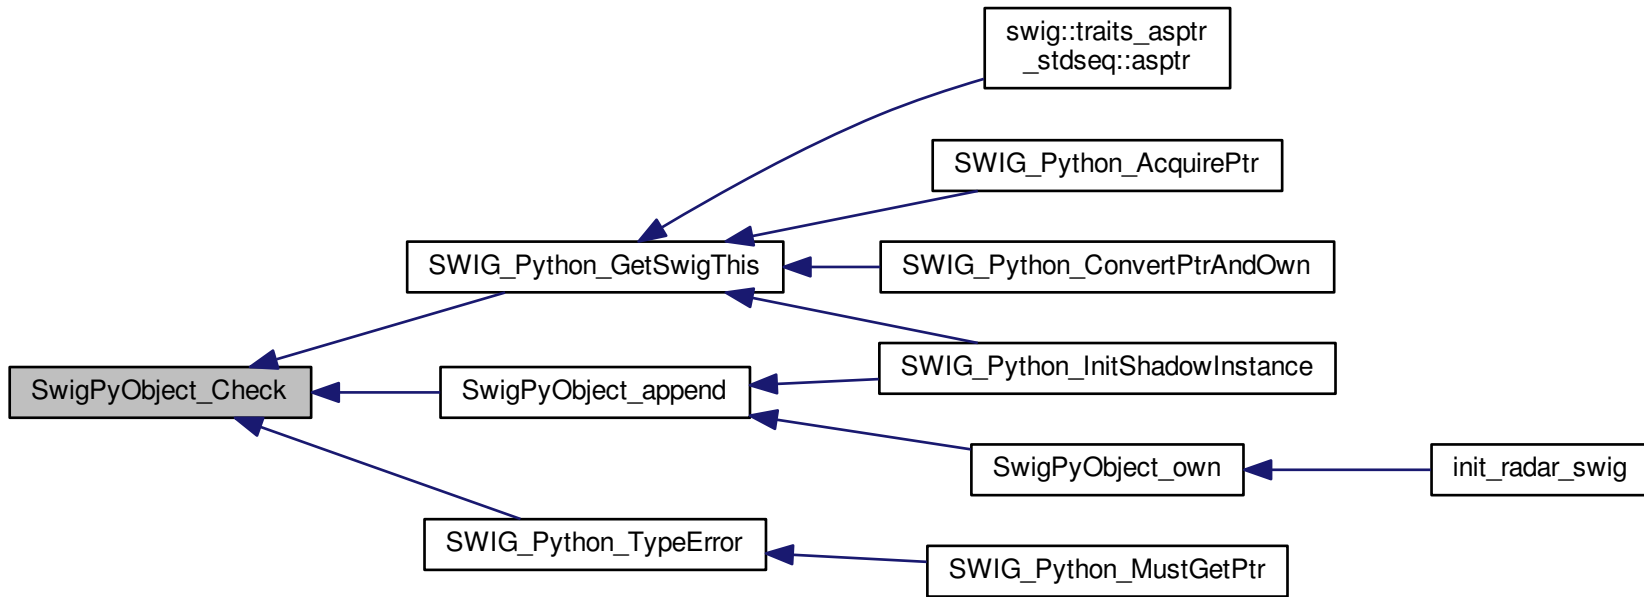 swig::traits_asptr
_stdseq::asptr
SWIG_Python_AcquirePtr
SWIG_Python_GetSwigThis
SWIG_Python_ConvertPtrAndOwn
SWIG_Python_InitShadowInstance
SwigPyObject_Check
SwigPyObject_append
SwigPyObject_own
init_radar_swig
SWIG_Python_TypeError
SWIG_Python_MustGetPtr